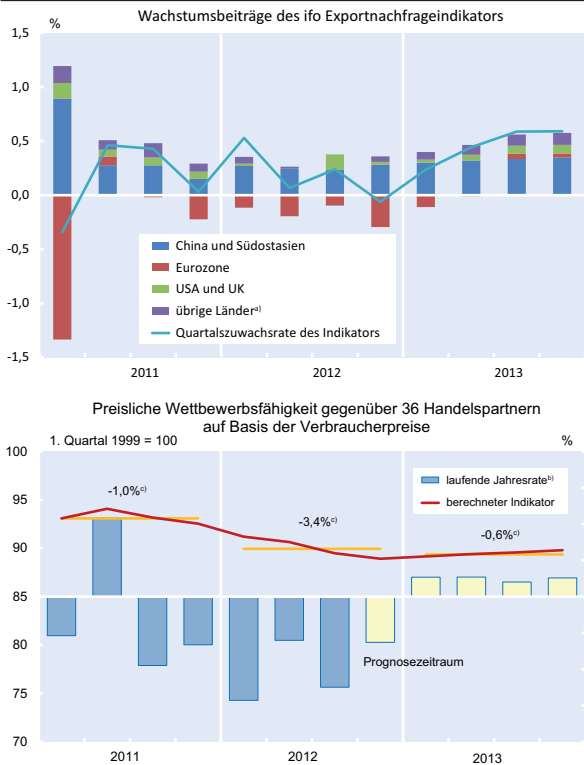 Wachstumsbeiträge des ifo Exportnachfrageindikators
%
1,5
1,0
0,5
0,0
-0,5
-1,0
-1,5
China und Südostasien
Eurozone
USA und UK
übrige Länder a)
Quartalszuwachsrate des Indikators
2011 2012 2013
Preisliche Wettbewerbsfähigkeit gegenüber 36 Handelspartnern
auf Basis der Verbraucherpreise
1. Quartal 1999 = 100 %
100
95
90
85
80
75
70
laufende Jahresrate b)
berechneter Indikator
-1,0% c)
-3,4% c)
-0,6% c)
Prognosezeitraum
2011 2012 2013